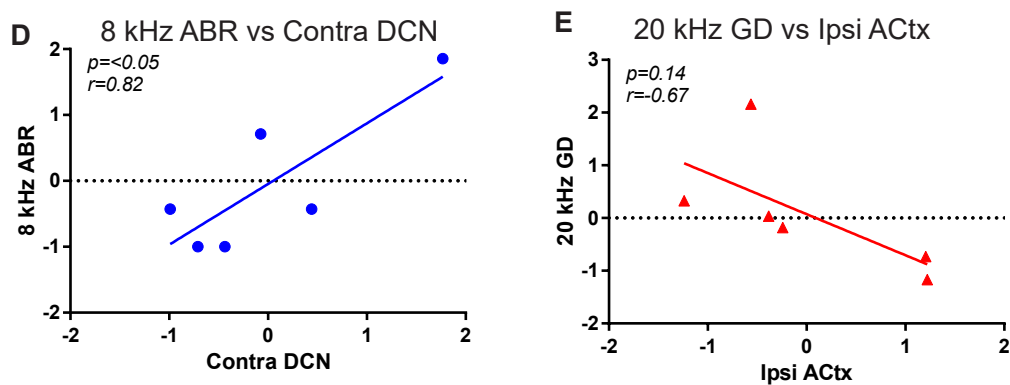 D
8 kHz ABR vs Contra DCN
p=<0.05
r=0.82
2
1
0
-1
-2
8 kHz ABR
-2
-1
0
1
2
Contra DCN
E
20 kHz GD vs Ipsi ACtx
p=0.14
r=-0.67
3
2
1
0
-1
-2
20 kHz GD
-2
-1
0
1
2
Ipsi ACtx